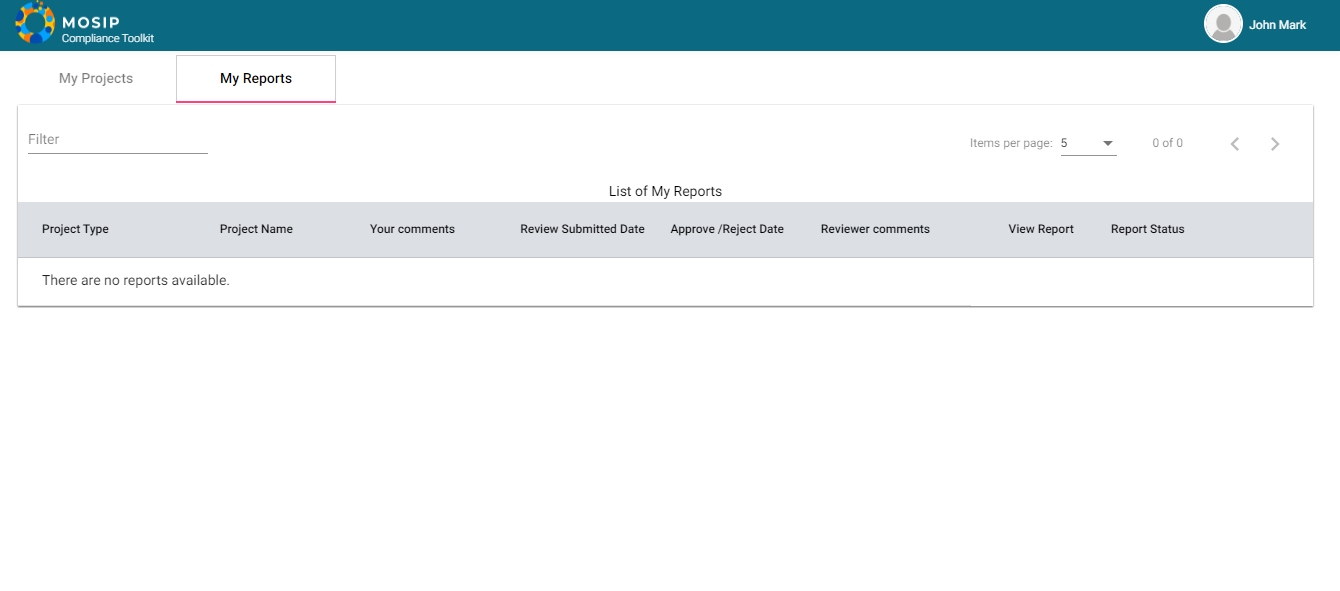 MOSIP
Compliance Toolkit
John Mark
My Projects
My Reports
Filter
Items per page: 5
0 of 0
List of My Reports
Project Type Project Name Your comments Review Submitted Date Approve /Reject Date Reviewer comments View Report Report Status
There are no reports available.